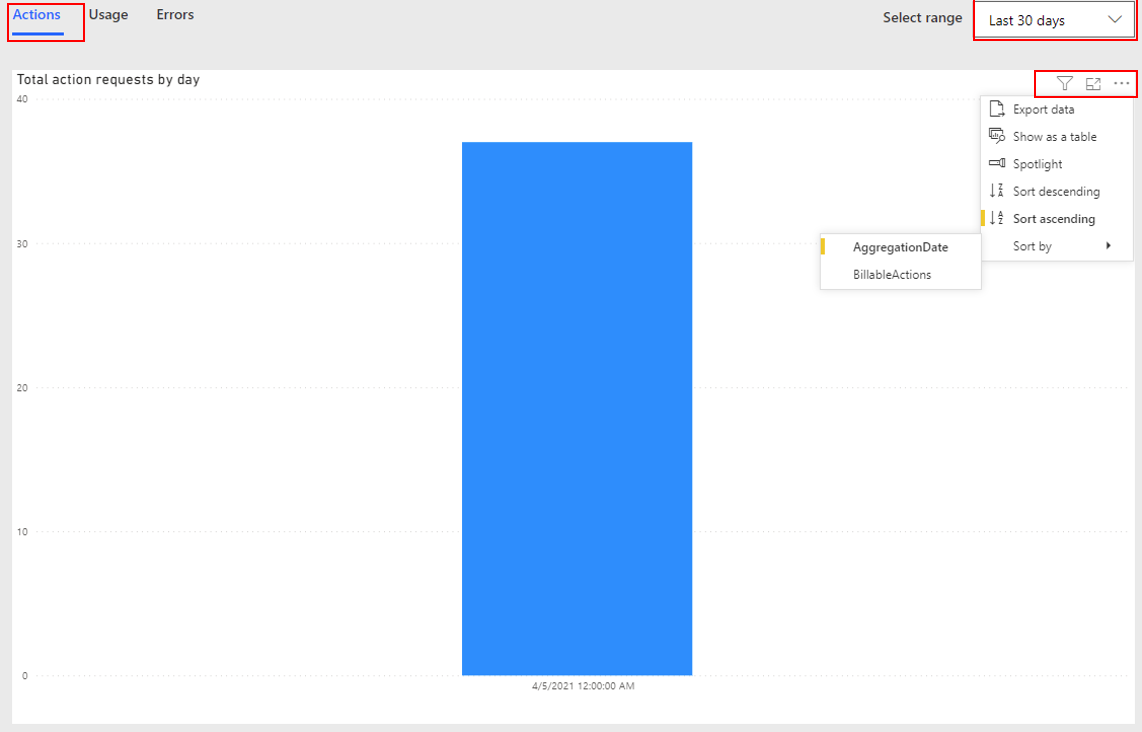 Actions Usage Errors
Select range Last 30 days
Total action requests by day
40
Export data
Show as a table
Spotlight
Sort descending
Sort ascending
Sort by
AggregationDate
BillableActions
30
20
10
0
4/5/2021 12:00:00 AM